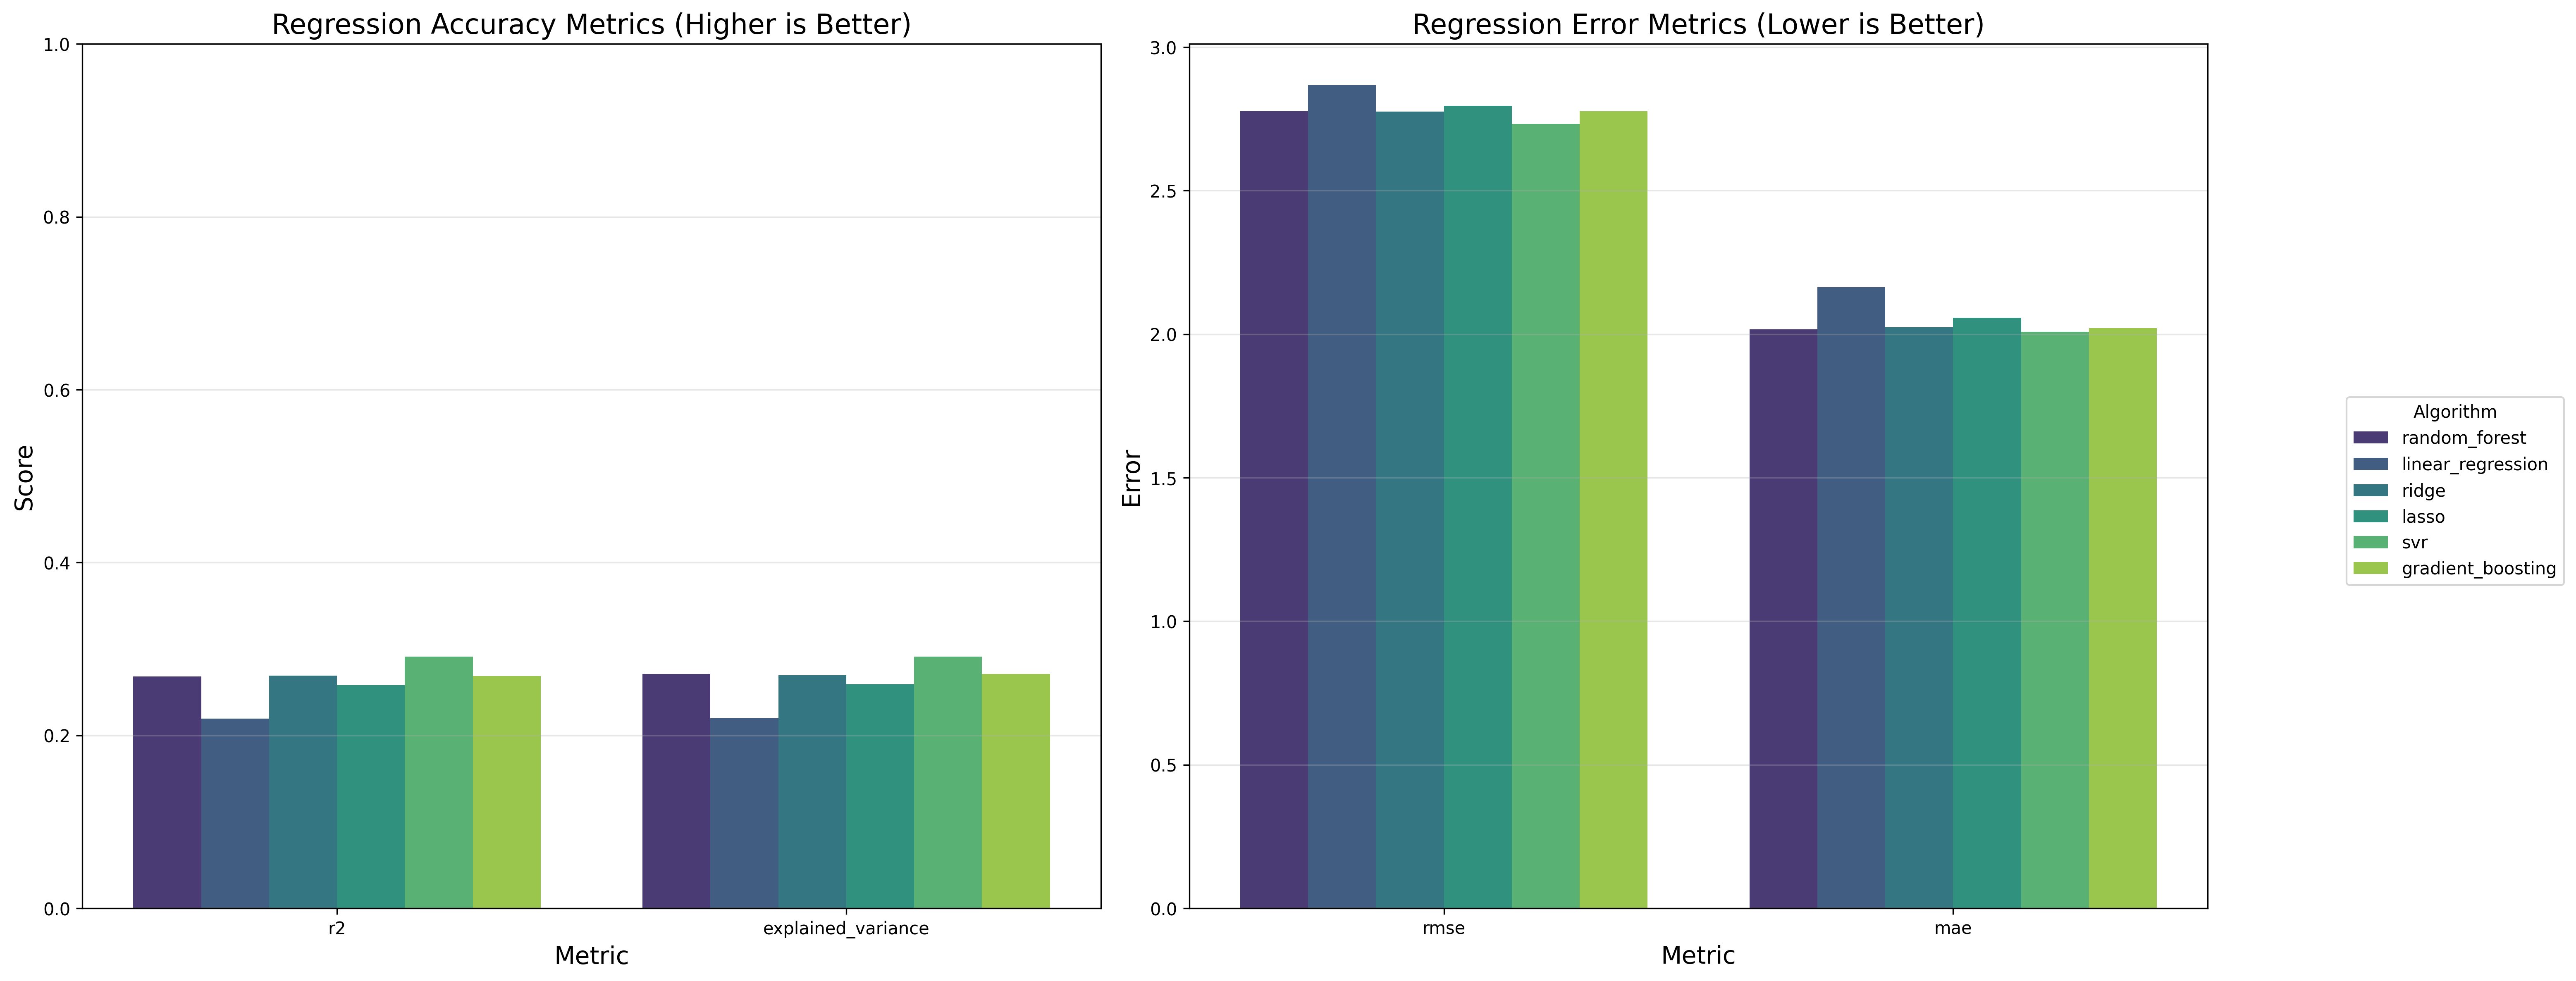 Regression Accuracy Metrics (Higher is Better)
1.0
0.8
0.6
0.4
0.2
0.0
Score
r2
explained_variance
Metric
Regression Error Metrics (Lower is Better)
3.0
2.5
2.0
1.5
1.0
0.5
0.0
Error
rmse
mae
Metric
Algorithm
random_forest
linear_regression
ridge
lasso
svr
gradient_boosting